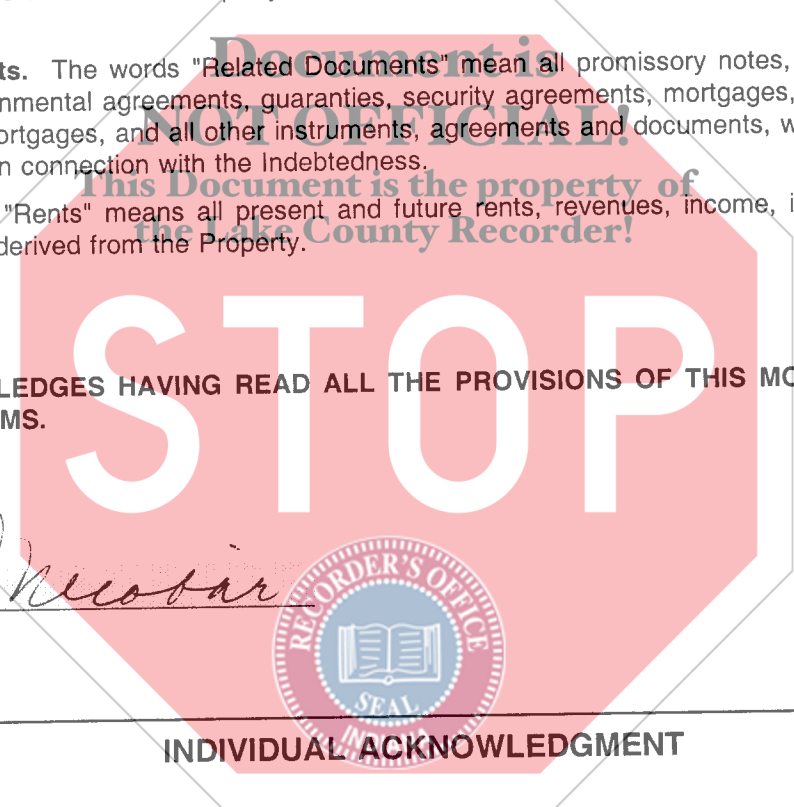 Document is
ts. The words "Related Documents" mean all promissory notes,
nmental agreements, guaranties, security agreements, mortgages,
NOT OFFICIAL!
ortgages, and all other instruments, agreements and documents, w
n connection with the Indebtedness.
This Document is the property of
"Rents" means all present and future rents, revenues, income, i
the Lake County Recorder!
derived from the Property.
STOP
LEDGES HAVING READ ALL THE PROVISIONS OF THIS MO
MS.
RECORDER'S OFFICE
SEAL
INDIANA
INDIVIDUAL ACKNOWLEDGMENT